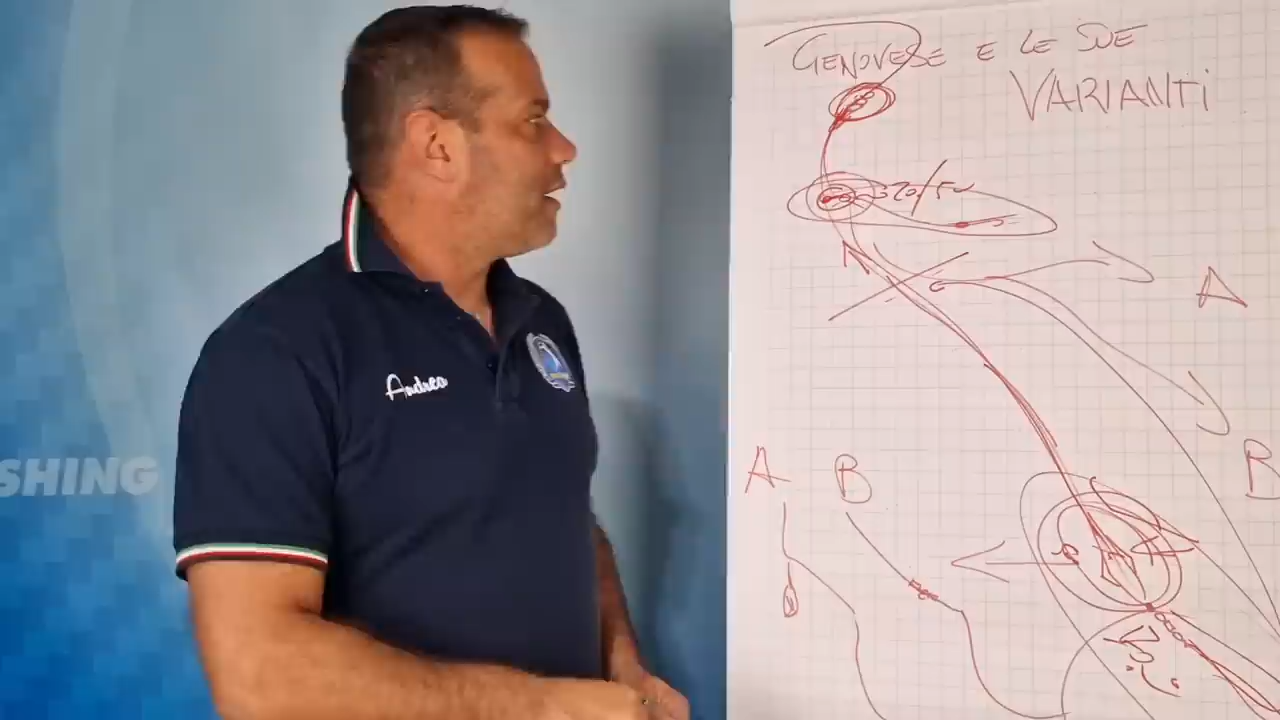 GENOVESE E LE SUE
VARIANTI
A
B
A B
Andrea
SHING